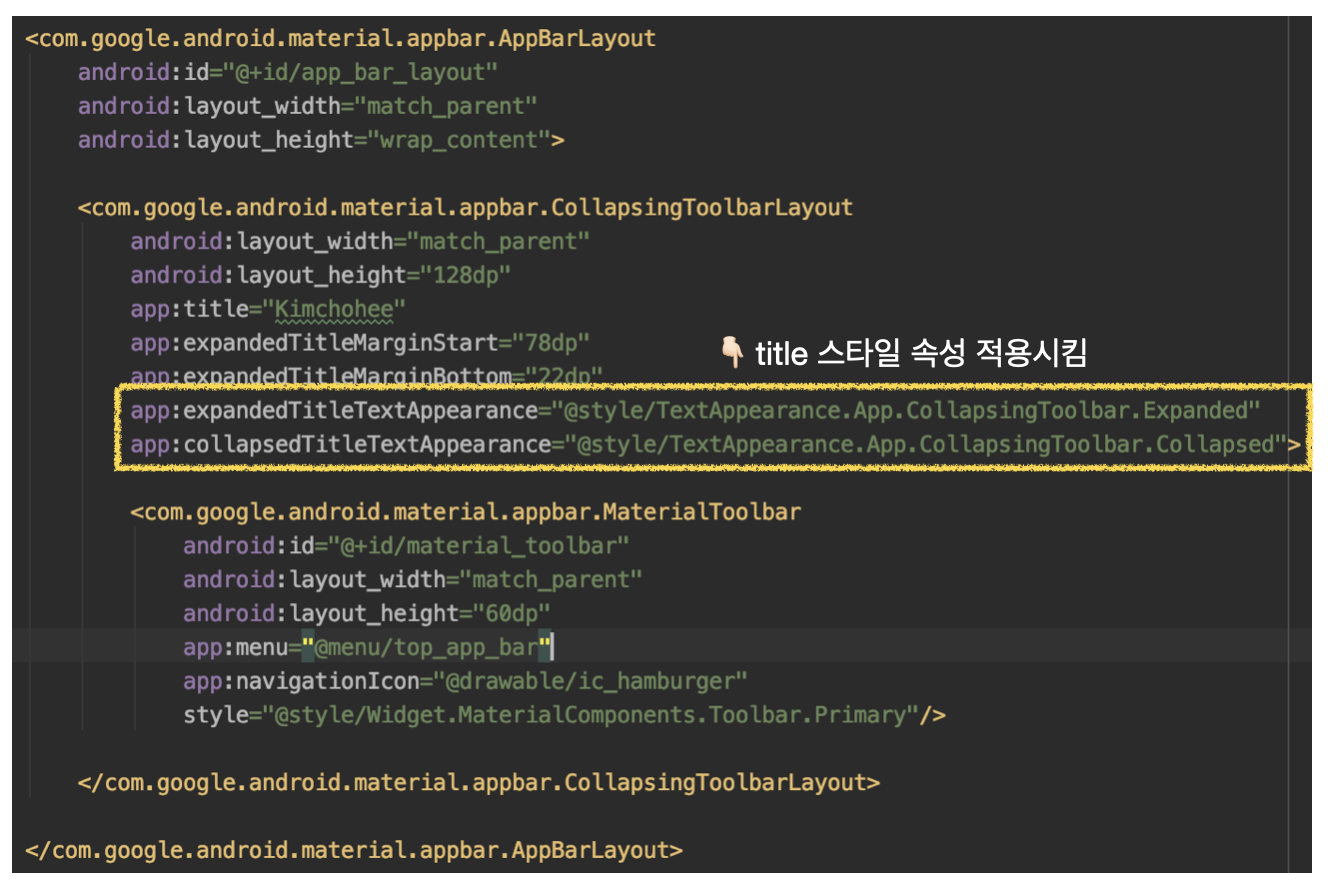 <com.google.android.material.appbar.AppBarLayout
android:id="@+id/app_bar_layout"
android:layout_width="match_parent"
android:layout_height="wrap_content">
<com.google.android.material.appbar.CollapsingToolbarLayout
android:layout_width="match_parent"
android:layout_height="128dp"
app:title="Kimchohee"
app:expandedTitleMarginStart="78dp"
👇🏻 title 스타일 속성 적용시킴
app:expandedTitleMarginBottom="22dp"
app:expandedTitleTextAppearance="@style/TextAppearance.App.CollapsingToolbar.Expanded"
app:collapsedTitleTextAppearance="@style/TextAppearance.App.CollapsingToolbar.Collapsed">
<com.google.android.material.appbar.MaterialToolbar
android:id="@+id/material_toolbar"
android:layout_width="match_parent"
android:layout_height="60dp"
app:menu="@menu/top_app_bar"
app:navigationIcon="@drawable/ic_hamburger"
style="@style/Widget.MaterialComponents.Toolbar.Primary"/>
</com.google.android.material.appbar.CollapsingToolbarLayout>
</com.google.android.material.appbar.AppBarLayout>